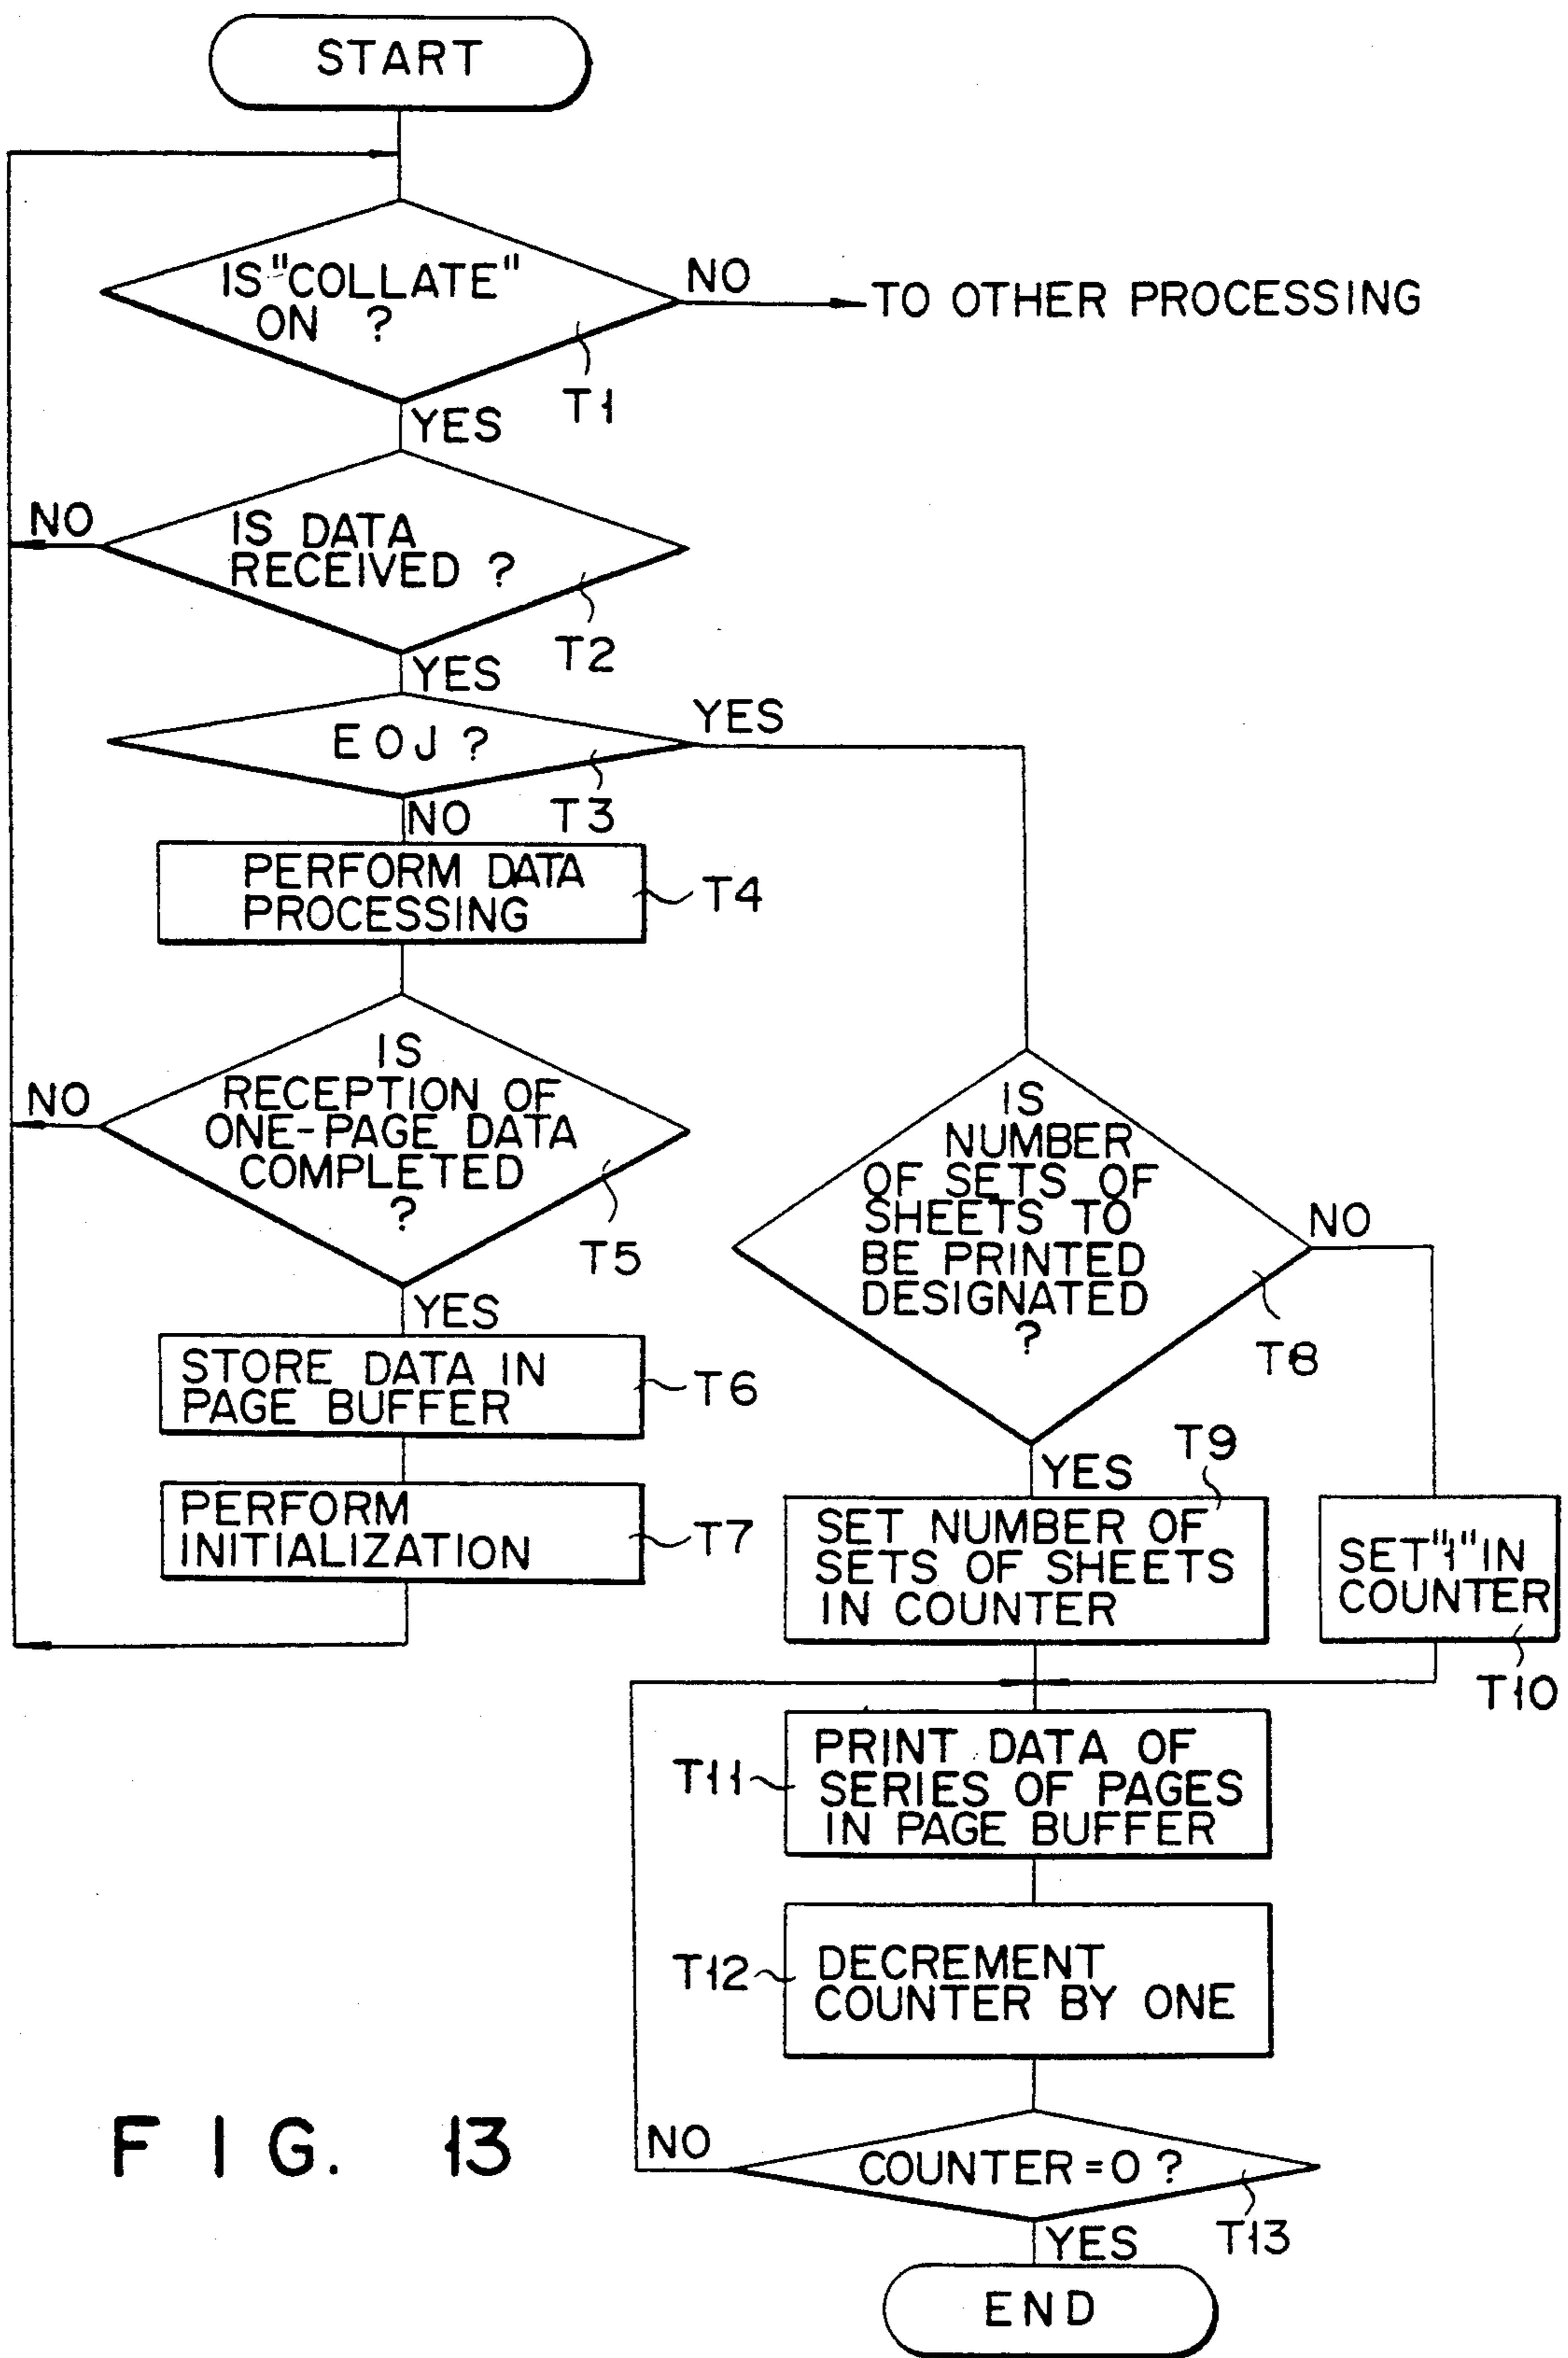 START
IS "COLLATE"
ON ?
NO
TO OTHER PROCESSING
T1
YES
NO
IS DATA
RECEIVED ?
T2
YES
EOJ ?
YES
T3
NO
PERFORM DATA
PROCESSING
T4
IS
RECEPTION OF
ONE-PAGE DATA
COMPLETED
?
NO
T5
YES
STORE DATA IN
PAGE BUFFER
T6
PERFORM
INITIALIZATION
T7
IS
NUMBER
OF SETS OF
SHEETS TO
BE PRINTED
DESIGNATED
?
NO
T8
YES
T9
SET NUMBER OF
SETS OF SHEETS
IN COUNTER
SET "1" IN
COUNTER
T10
PRINT DATA OF
SERIES OF PAGES
IN PAGE BUFFER
T11
DECREMENT
COUNTER BY ONE
T12
NO
COUNTER = 0 ?
T13
YES
END
FIG. 13